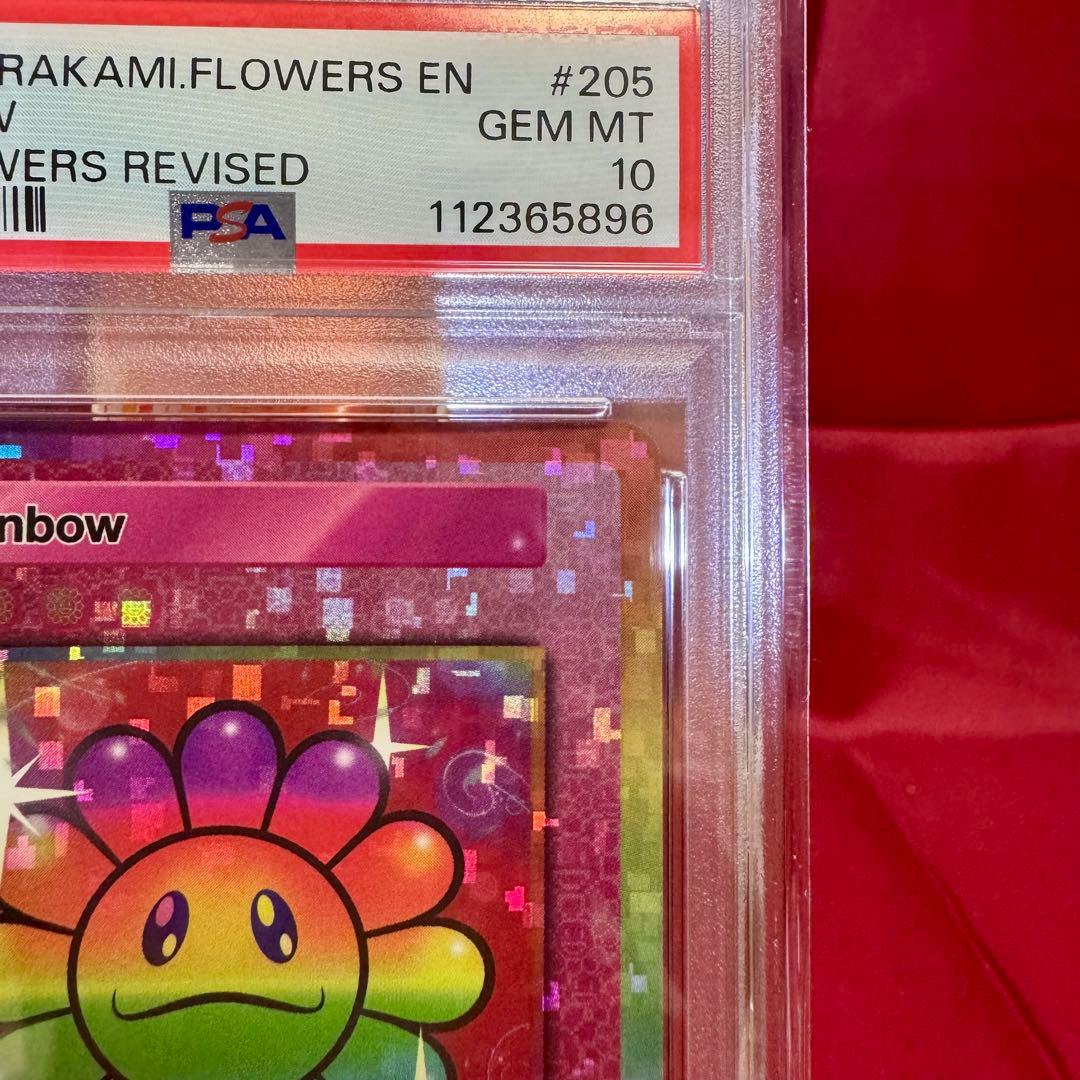 RAKAMI.FLOWERS EN #205
GEM MT
WERS REVISED 10
PSA 112365896
nbow